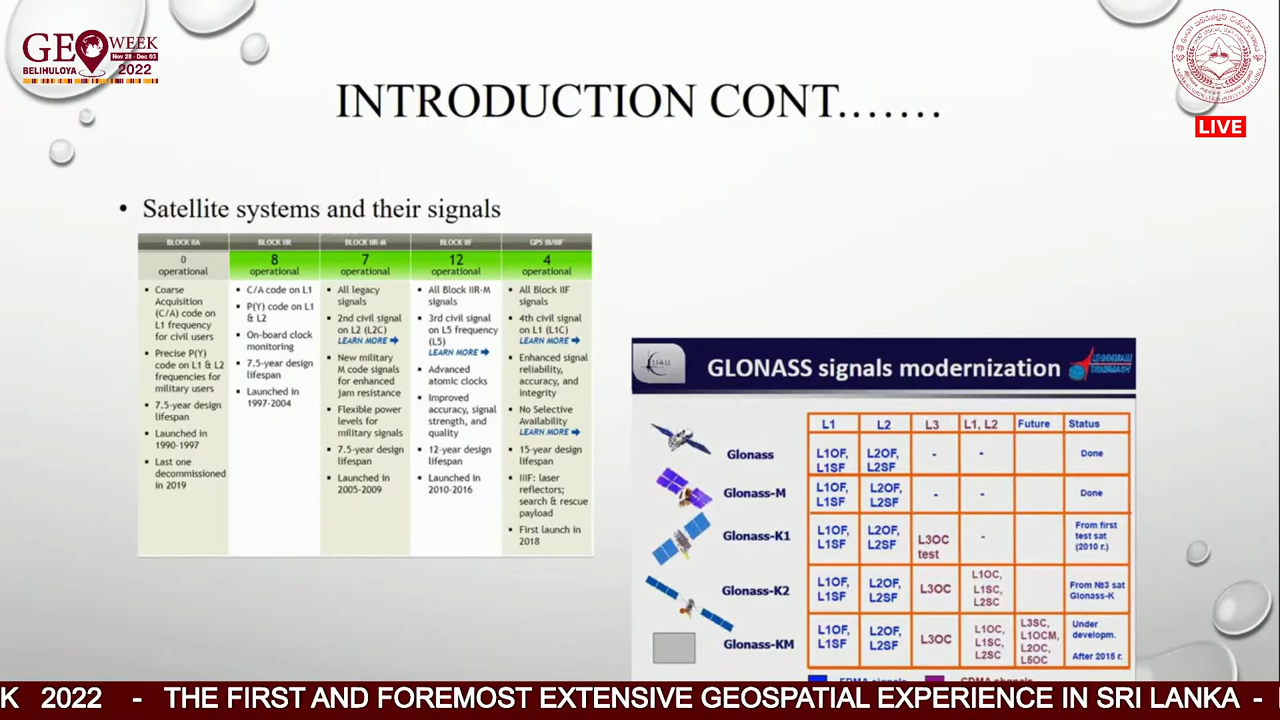 GEO WEEK
Nov 28 - Dec 03
BELIHULOYA 2022
LIVE
INTRODUCTION CONT.……
• Satellite systems and their signals
BLOCK IIA
0
operational
▪ Coarse
Acquisition
(C/A) code on
L1 frequency
for civil users
▪ Precise P(Y)
code on L1 & L2
frequencies for
military users
▪ 7.5-year design
lifespan
▪ Launched in
1990-1997
▪ Last one
decommissioned
in 2019
BLOCK IIR
8
operational
▪ C/A code on L1
▪ P(Y) code on L1
& L2
▪ On-board clock
monitoring
▪ 7.5-year design
lifespan
▪ Launched in
1997-2004
BLOCK IIR-M
7
operational
▪ All legacy
signals
▪ 2nd civil signal
on L2 (L2C)
LEARN MORE
▪ New military
M code signals
for enhanced
jam resistance
▪ Flexible power
levels for
military signals
▪ 7.5-year design
lifespan
▪ Launched in
2005-2009
BLOCK IIF
12
operational
▪ All Block IIR-M
signals
▪ 3rd civil signal
on L5 frequency
(L5)
LEARN MORE
▪ Advanced
atomic clocks
▪ Improved
accuracy, signal
strength, and
quality
▪ 12-year design
lifespan
▪ Launched in
2010-2016
GPS III/IIIF
4
operational
▪ All Block IIF
signals
▪ 4th civil signal
on L1 (L1C)
LEARN MORE
▪ Enhanced signal
reliability,
accuracy, and
integrity
▪ No Selective
Availability
LEARN MORE
▪ 15-year design
lifespan
▪ IIIF: laser
reflectors;
search & rescue
payload
▪ First launch in
2018
GLONASS signals modernization
L1 L2 L3 L1, L2 Future Status
Glonass L1OF, L1SF L2OF, L2SF - - Done
Glonass-M L1OF, L1SF L2OF, L2SF - - Done
Glonass-K1 L1OF, L1SF L2OF, L2SF L3OC test - From first test sat (2010 г.)
Glonass-K2 L1OF, L1SF L2OF, L2SF L3OC L1OC, L1SC, L2SC From №3 sat Glonass-K
Glonass-KM L1OF, L1SF L2OF, L2SF L3OC L1OC, L1SC, L2SC L3SC, L1OCM, L2OC, L5OC Under developm. After 2015 г.
K 2022 - THE FIRST AND FOREMOST EXTENSIVE GEOSPATIAL EXPERIENCE IN SRI LANKA -